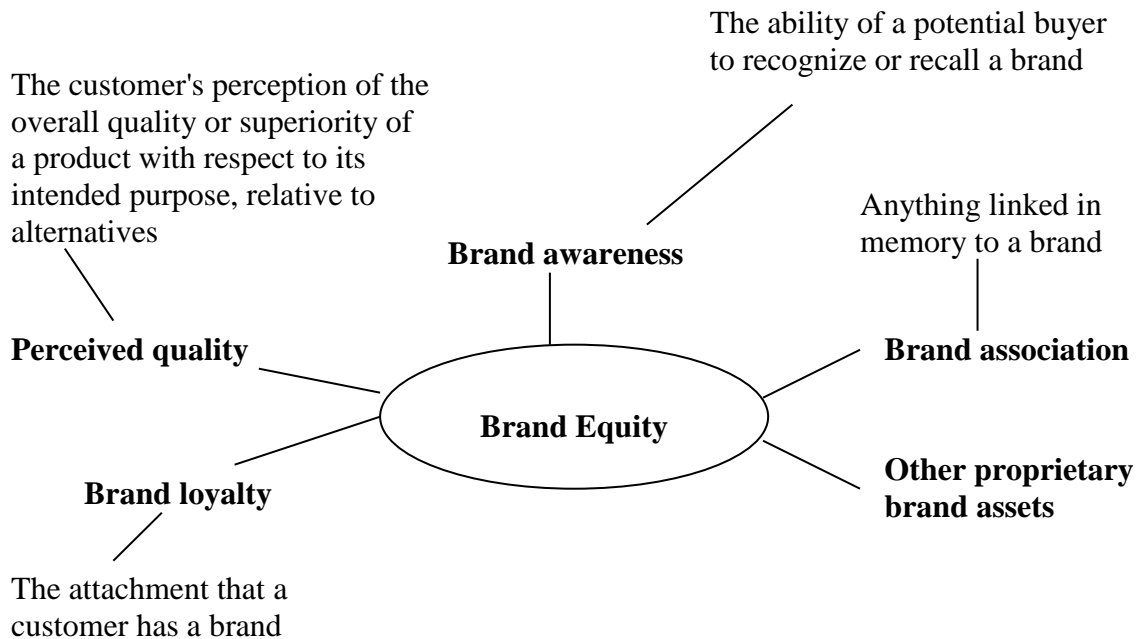 The ability of a potential buyer
to recognize or recall a brand
The customer's perception of the
overall quality or superiority of
a product with respect to its
intended purpose, relative to
alternatives
Anything linked in
memory to a brand
Brand awareness
Perceived quality
Brand association
Brand Equity
Other proprietary
brand assets
Brand loyalty
The attachment that a
customer has a brand